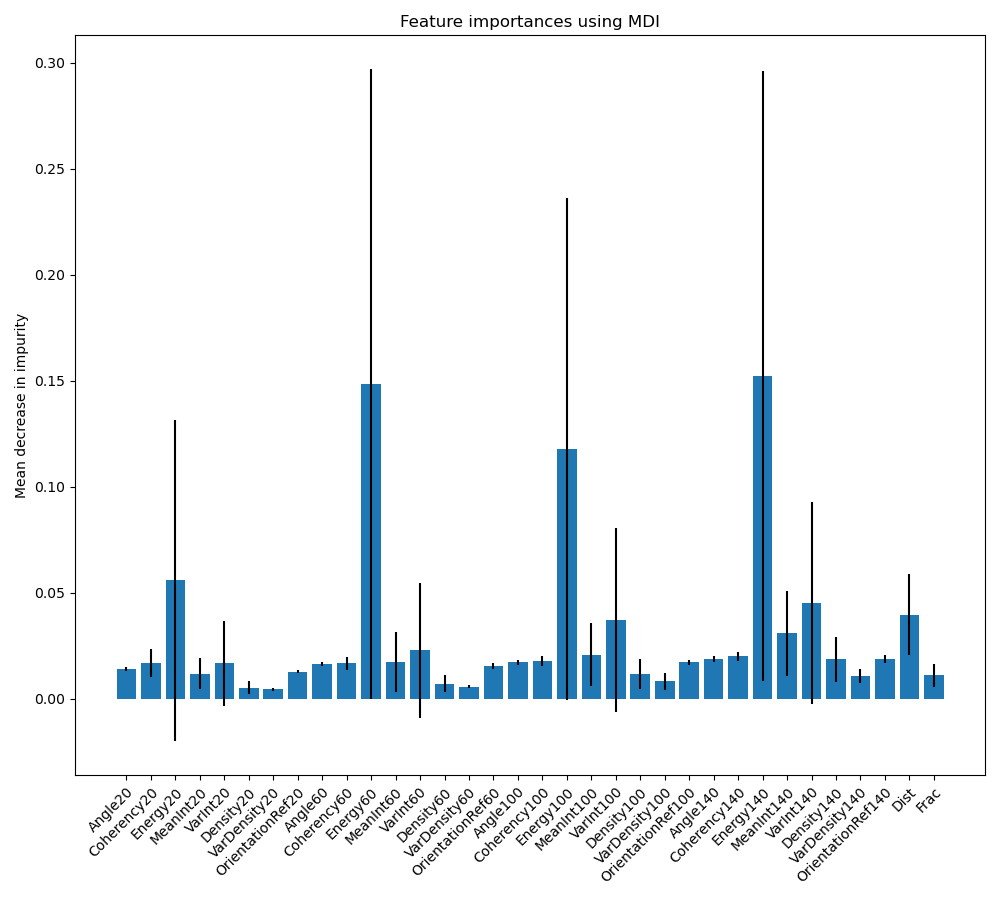 Feature importances using MDI
Mean decrease in impurity
0.30
0.25
0.20
0.15
0.10
0.05
0.00
Angle20
Coherency20
Energy20
MeanInt20
VarInt20
Density20
VarDensity20
OrientationRef20
Angle60
Coherency60
Energy60
MeanInt60
VarInt60
Density60
VarDensity60
OrientationRef60
Angle100
Coherency100
Energy100
MeanInt100
VarInt100
Density100
VarDensity100
OrientationRef100
Angle140
Coherency140
Energy140
MeanInt140
VarInt140
Density140
VarDensity140
OrientationRef140
Dist
Frac